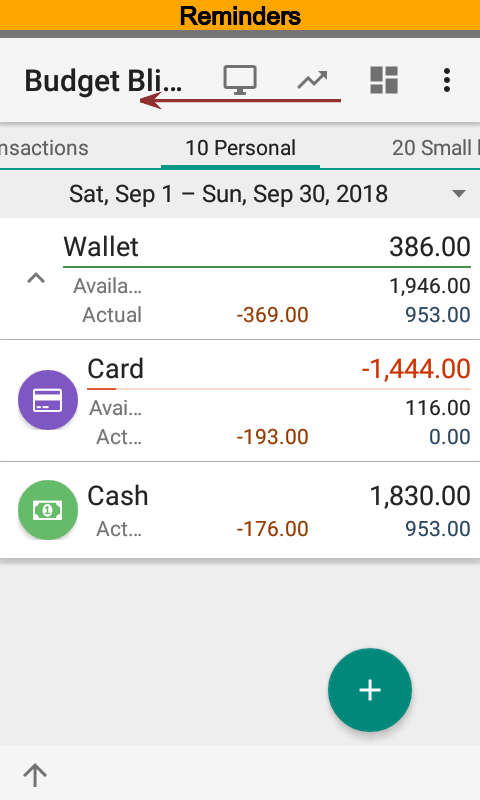 Reminders
Budget Bli...
nsactions 10 Personal 20 Small
Sat, Sep 1 – Sun, Sep 30, 2018
Wallet 386.00
Availa... 1,946.00
Actual -369.00 953.00
Card -1,444.00
Avai... 116.00
Act... -193.00 0.00
Cash 1,830.00
Act... -176.00 953.00